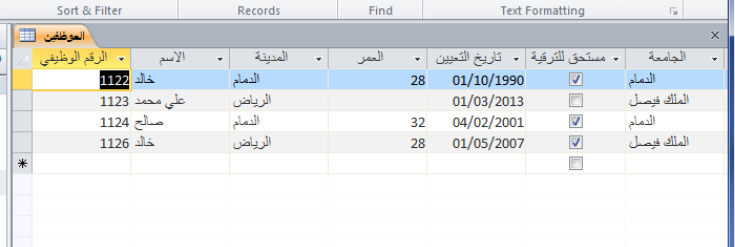 Sort & Filter Records Find Text Formatting
الموظفين
الرقم الوظيفي الاسم المدينة العمر تاريخ التعيين مستحق للترقية الجامعة
1122 خالد الدمام 28 01/10/1990 الدمام
1123 علي محمد الرياض 01/03/2013 الملك فيصل
1124 صالح الدمام 32 04/02/2001 الدمام
1126 خالد الرياض 28 01/05/2007 الملك فيصل